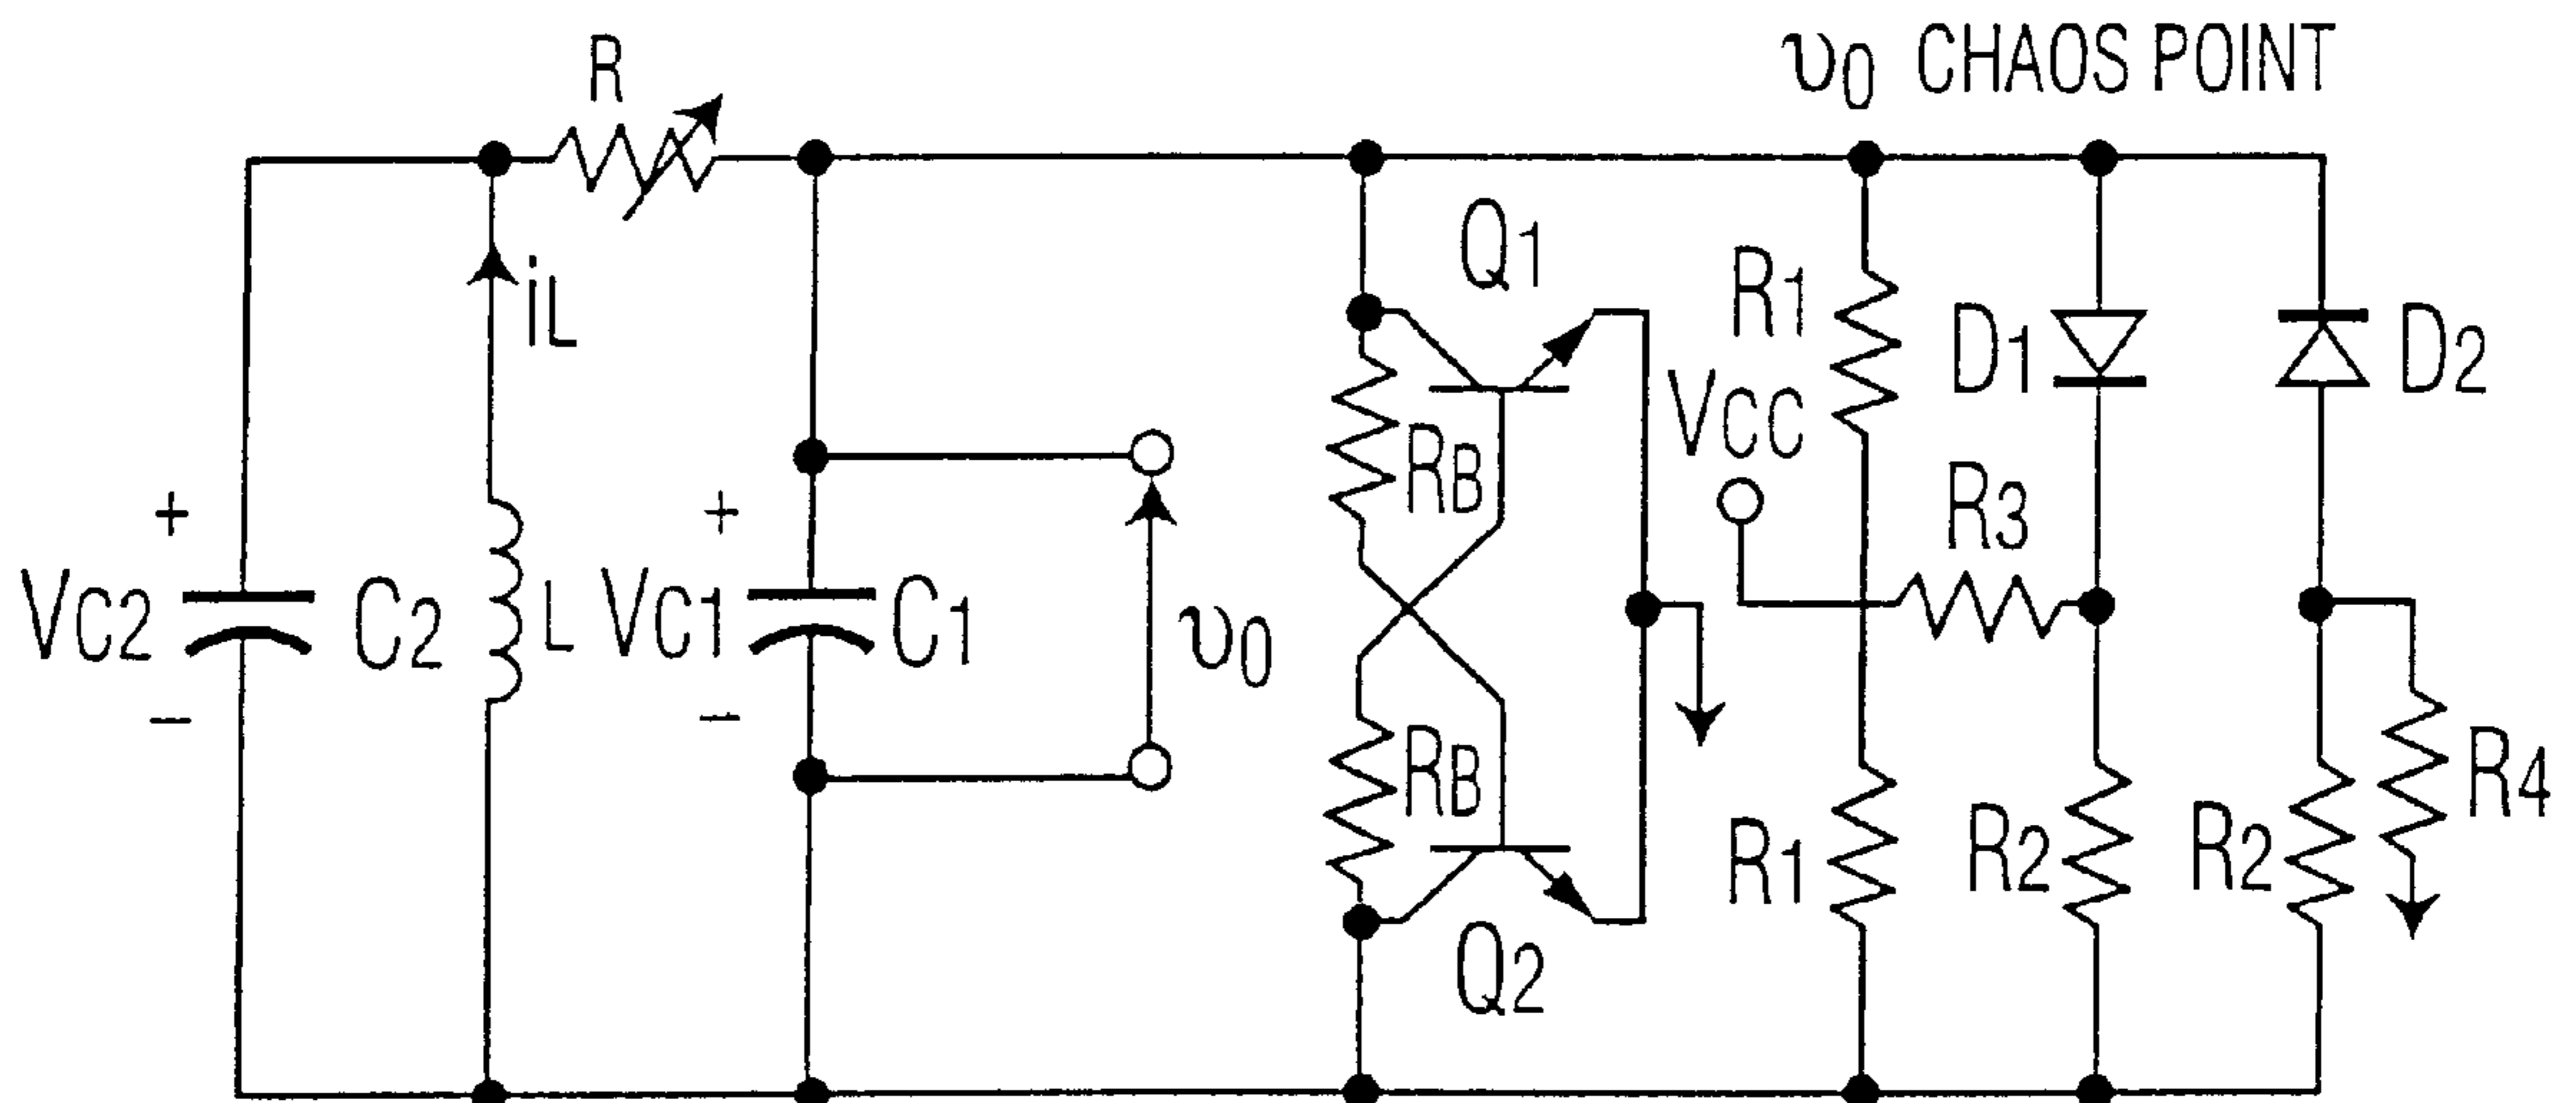 υ0 CHAOS POINT
R
Q1
R1
iL
D1
D2
VCC
RB
R3
+
+
VC2
C2
L
VC1
C1
υ0
−
−
RB
R1
R2
R2
R4
Q2